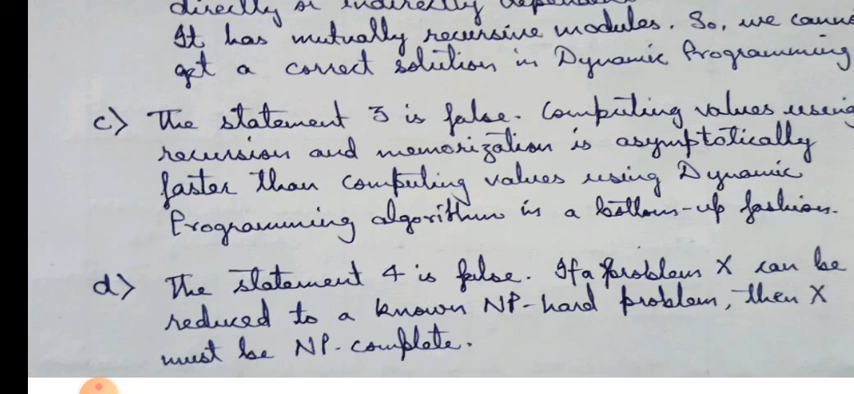 directly or indirectly
It has mutually recursive modules. So, we
get a correct solution in Dynamic Programming
c) The statement 3 is false. Computing values using
recursion and memorization is asymptotically
faster than computing values using Dynamic
Programming algorithm in a bottom-up fashion.
d) The statement 4 is false. If a problem X can be
reduced to a known NP-hard problem, then X
must be NP-complete.